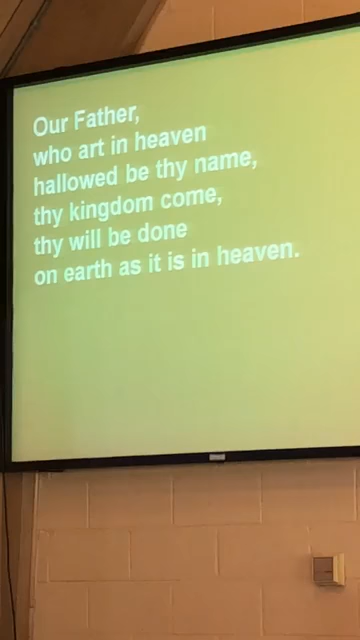 Our Father,
who art in heaven
hallowed be thy name,
thy kingdom come,
thy will be done
on earth as it is in heaven.